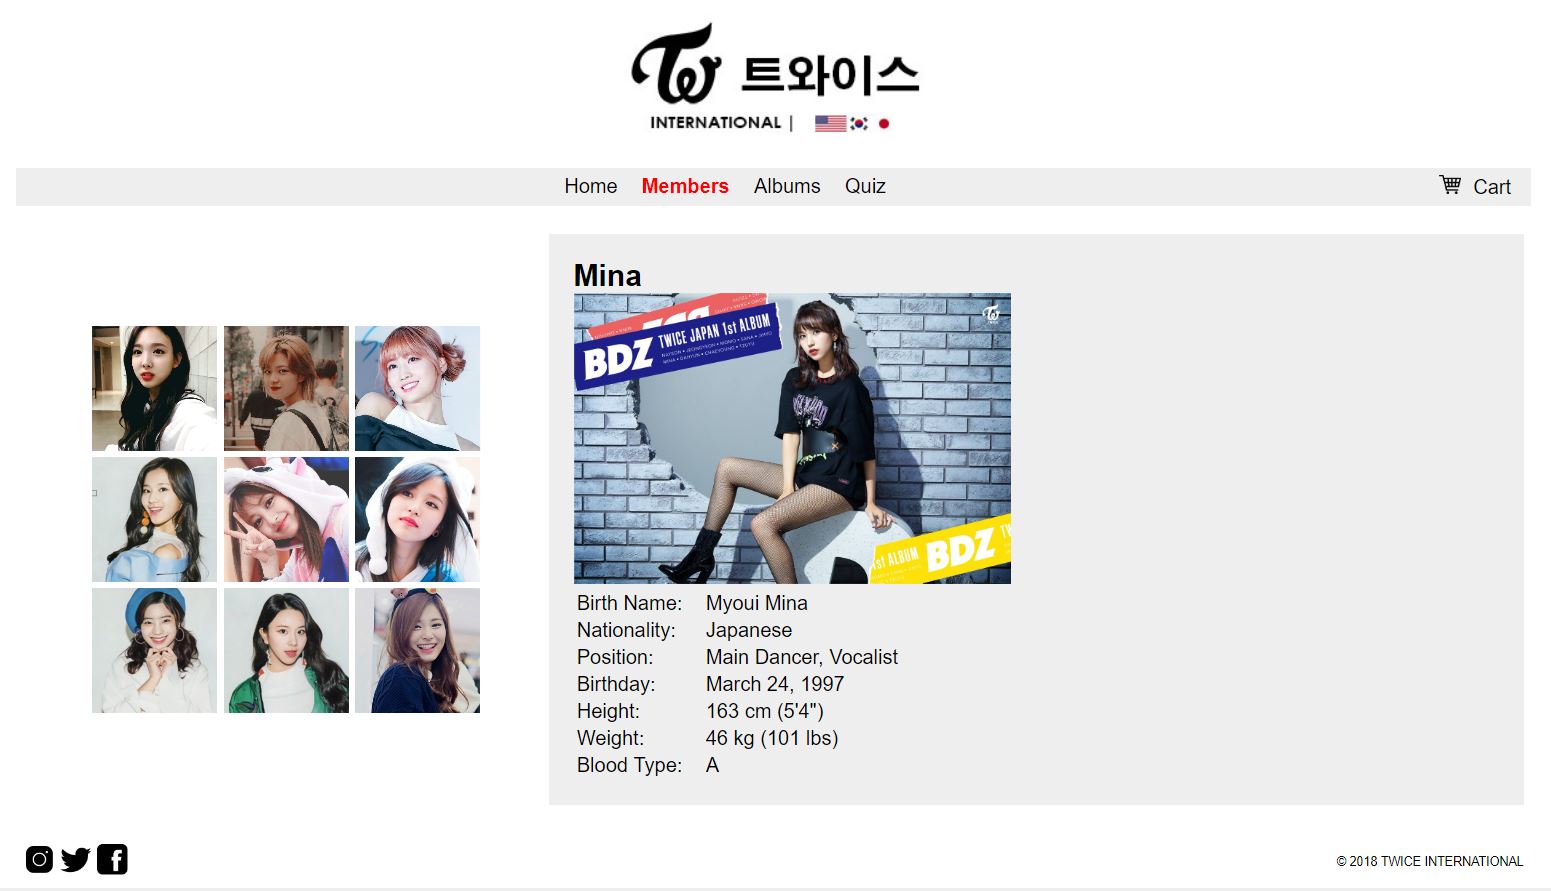 Tw 트와이스
INTERNATIONAL |
Home Members Albums Quiz Cart
Mina
BDZ TWICE JAPAN 1st ALBUM
1st ALBUM BDZ TWI
Birth Name: Myoui Mina
Nationality: Japanese
Position: Main Dancer, Vocalist
Birthday: March 24, 1997
Height: 163 cm (5'4")
Weight: 46 kg (101 lbs)
Blood Type: A
© 2018 TWICE INTERNATIONAL